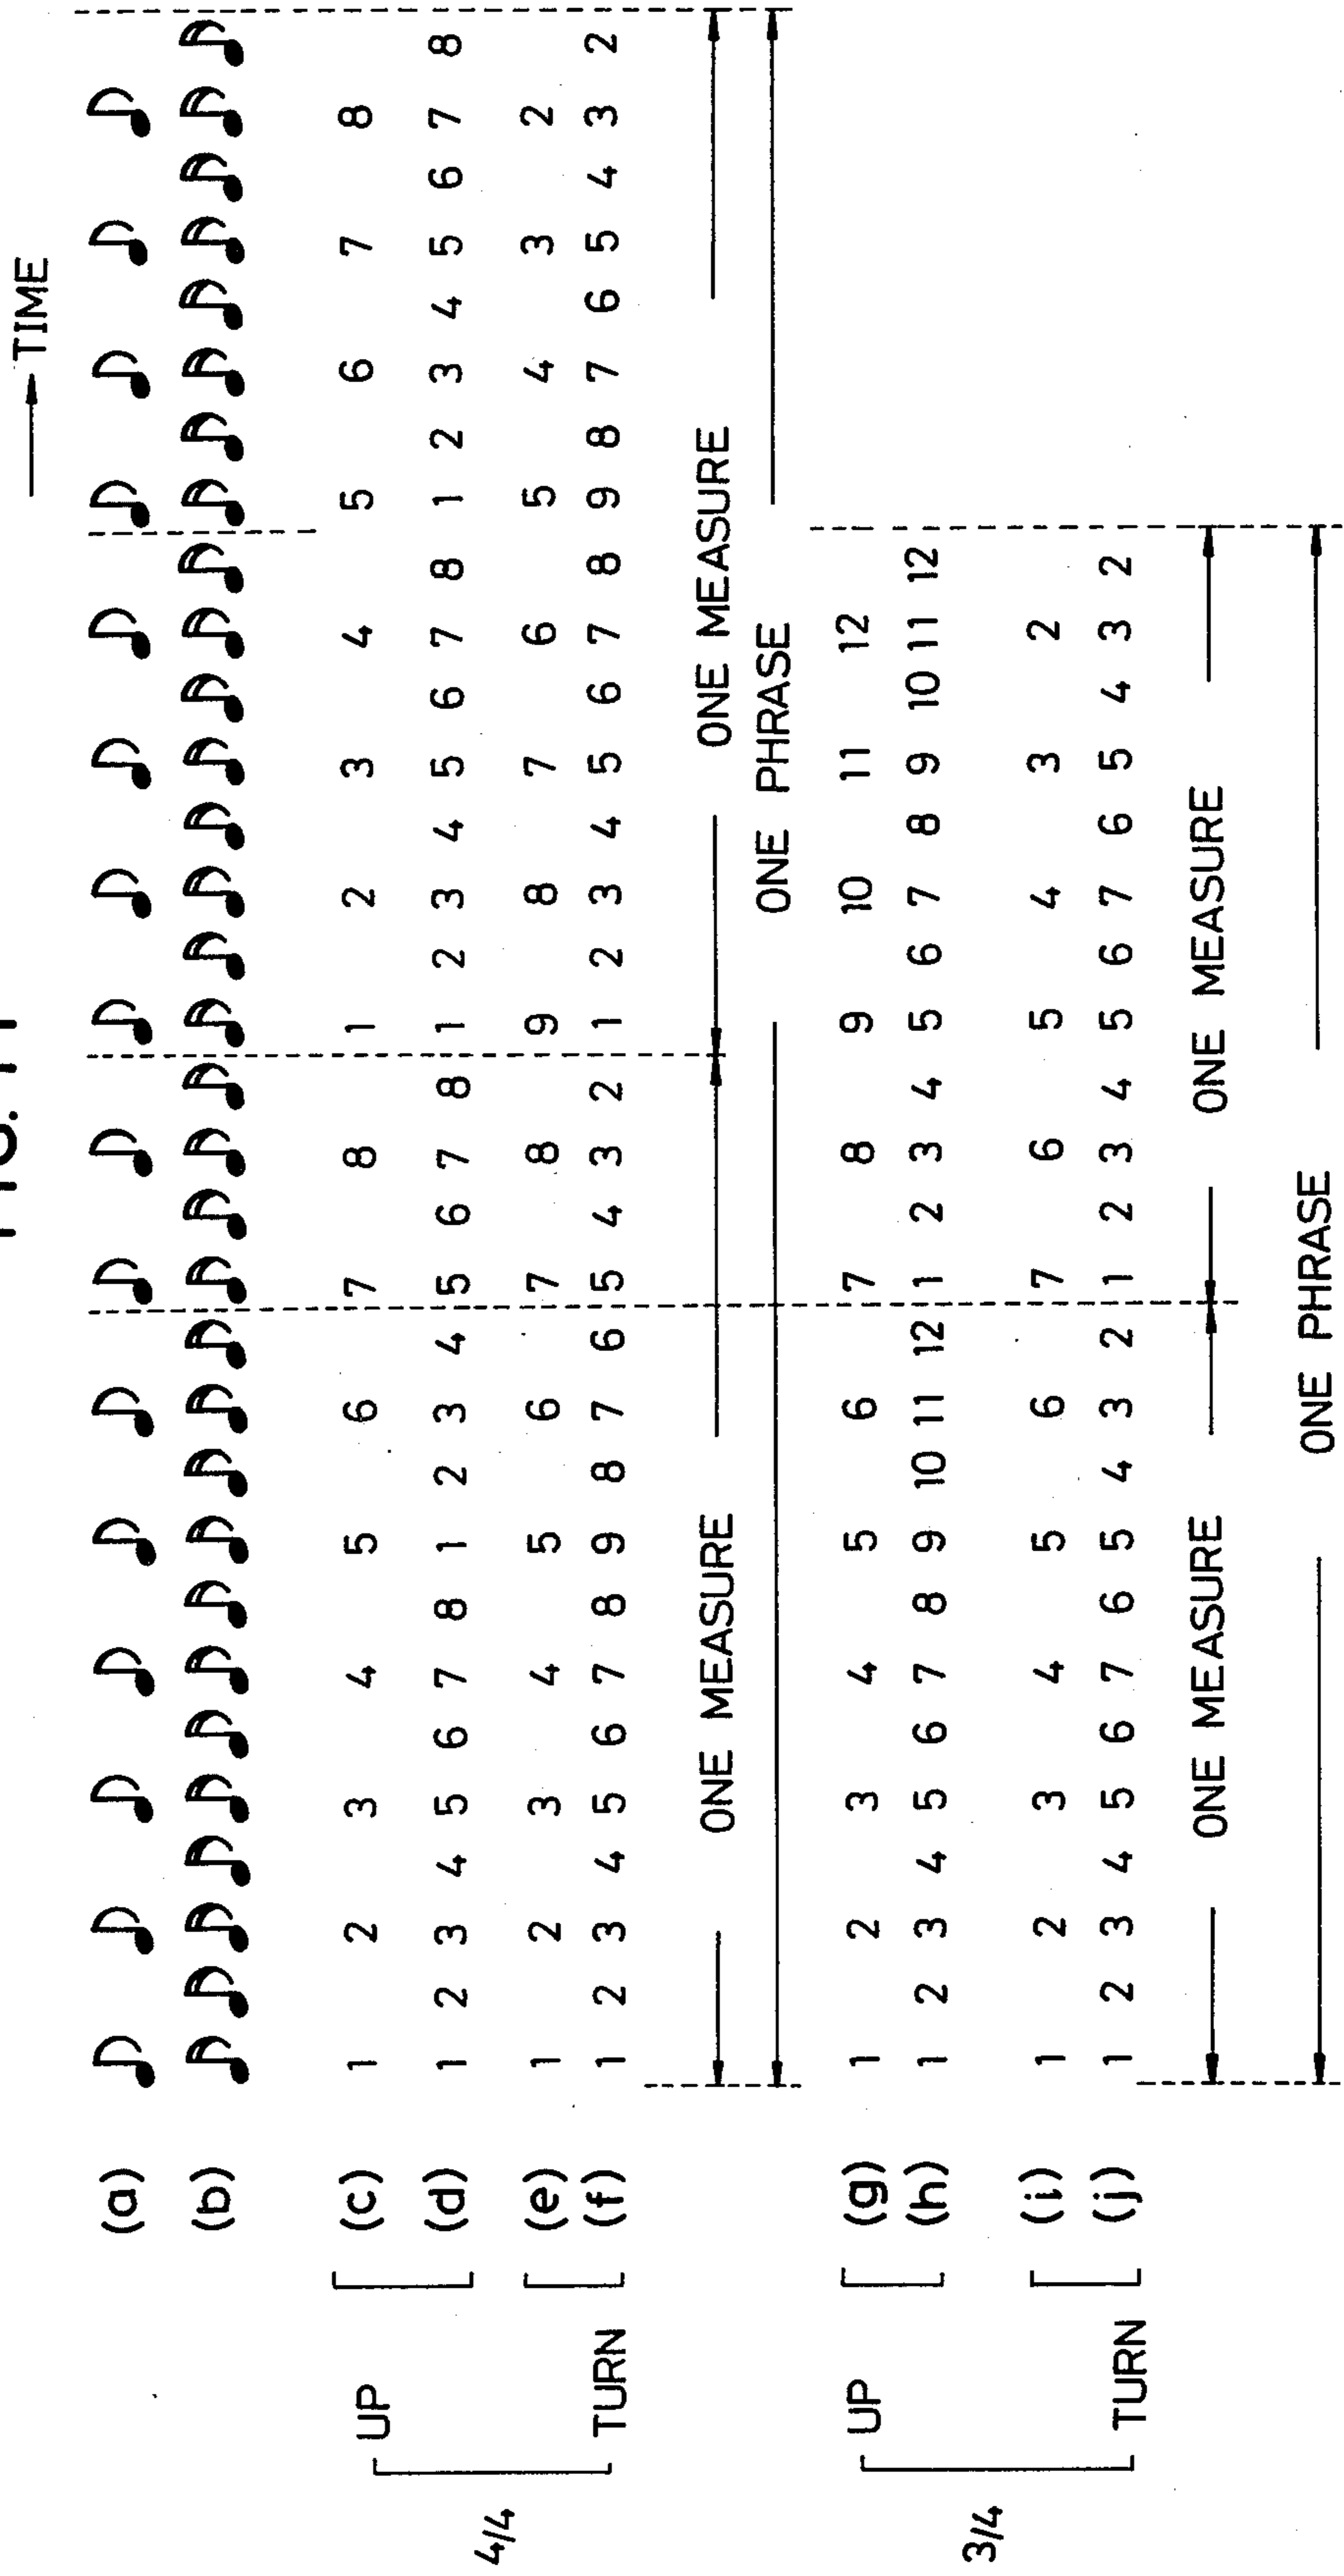 FIG. 11
TIME
(a)
(b)
4/4
UP
(c) 1 2 3 4 5 6 7 8 1 2 3 4 5 6 7 8
(d) 1 2 3 4 5 6 7 8 1 2 3 4 5 6 7 8 1 2 3 4 5 6 7 8 1 2 3 4 5 6 7 8
TURN
(e) 1 2 3 4 5 6 7 8 9 8 7 6 5 4 3 2
(f) 1 2 3 4 5 6 7 8 9 8 7 6 5 4 3 2 1 2 3 4 5 6 7 8 9 8 7 6 5 4 3 2
ONE MEASURE ONE MEASURE
ONE PHRASE
3/4
UP
(g) 1 2 3 4 5 6 7 8 9 10 11 12
(h) 1 2 3 4 5 6 7 8 9 10 11 12 1 2 3 4 5 6 7 8 9 10 11 12
TURN
(i) 1 2 3 4 5 6 7 6 5 4 3 2
(j) 1 2 3 4 5 6 7 6 5 4 3 2 1 2 3 4 5 6 7 6 5 4 3 2
ONE MEASURE ONE MEASURE
ONE PHRASE